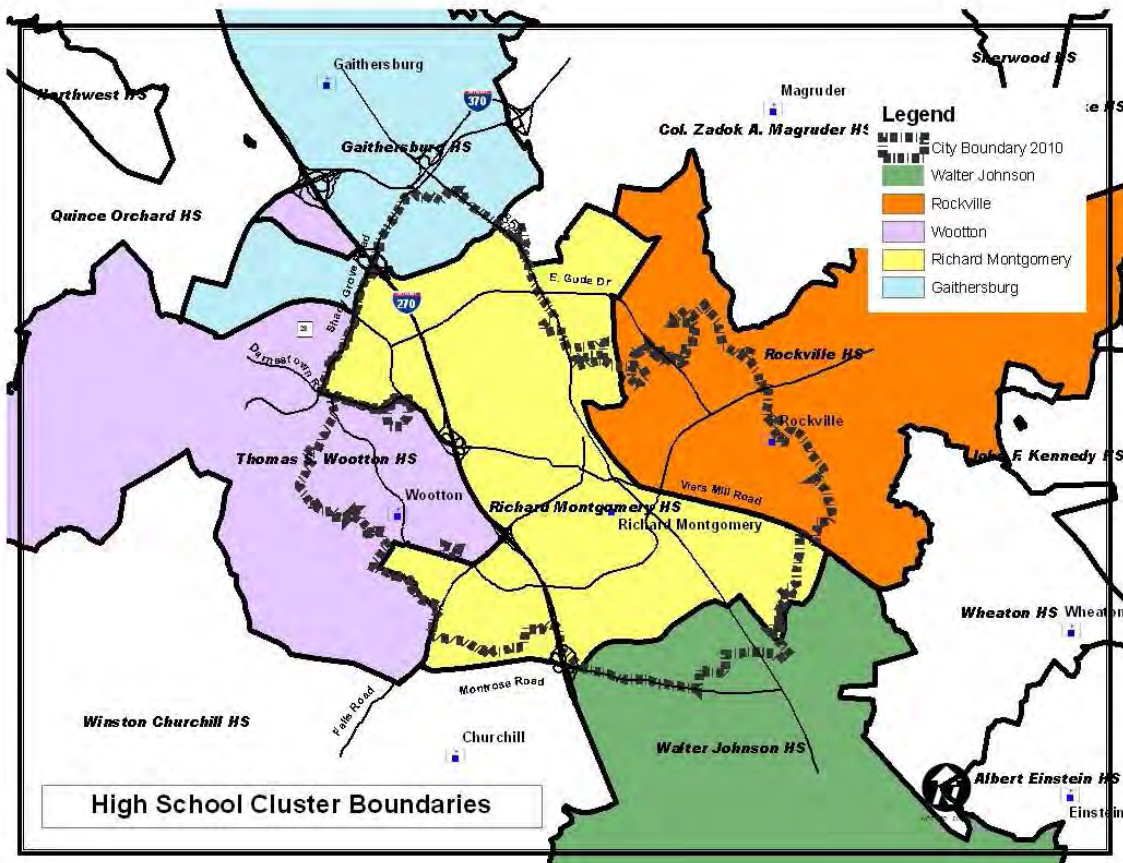 Sherwood HS
Gaithersburg
Northwest HS
370
Magruder
ke HS
Col. Zadok A. Magruder HS
Legend
City Boundary 2010
Walter Johnson
Rockville
Wootton
Richard Montgomery
Gaithersburg
Gaithersburg HS
Quince Orchard HS
355
E. Gude Dr
270
Shady Grove Road
28
Darnestown R
Rockville HS
Rockville
Thomas S. Wootton HS
John F. Kennedy HS
Wootton
Viers Mill Road
Richard Montgomery HS
Richard Montgomery
Wheaton HS
Wheaton
Montrose Road
Falls Road
Winston Churchill HS
Churchill
Walter Johnson HS
Albert Einstein HS
Einstein
High School Cluster Boundaries